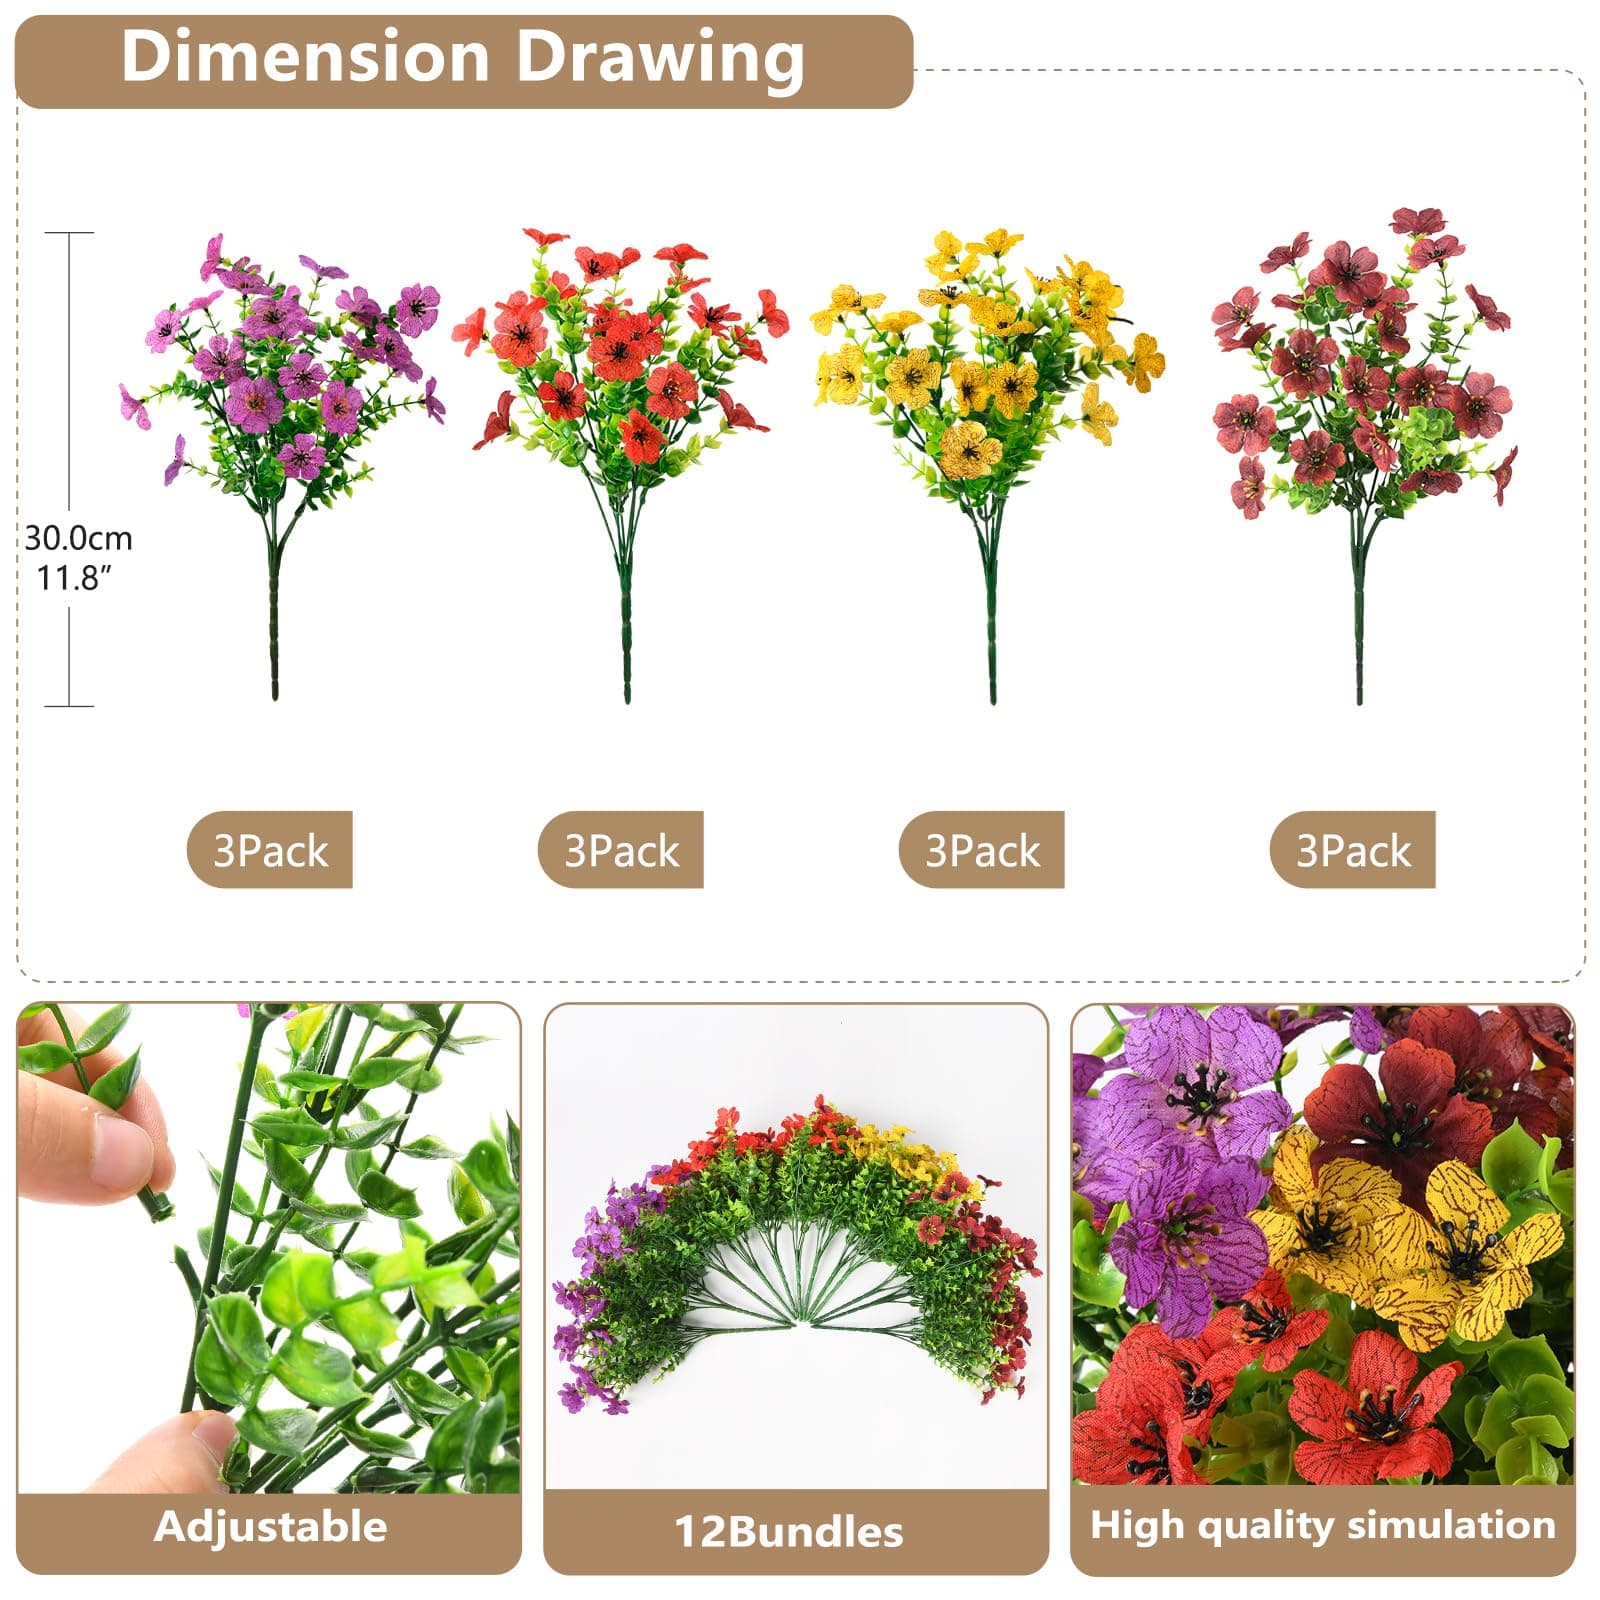 Dimension Drawing
30.0cm
11.8”
3Pack
3Pack
3Pack
3Pack
Adjustable
12Bundles
High quality simulation